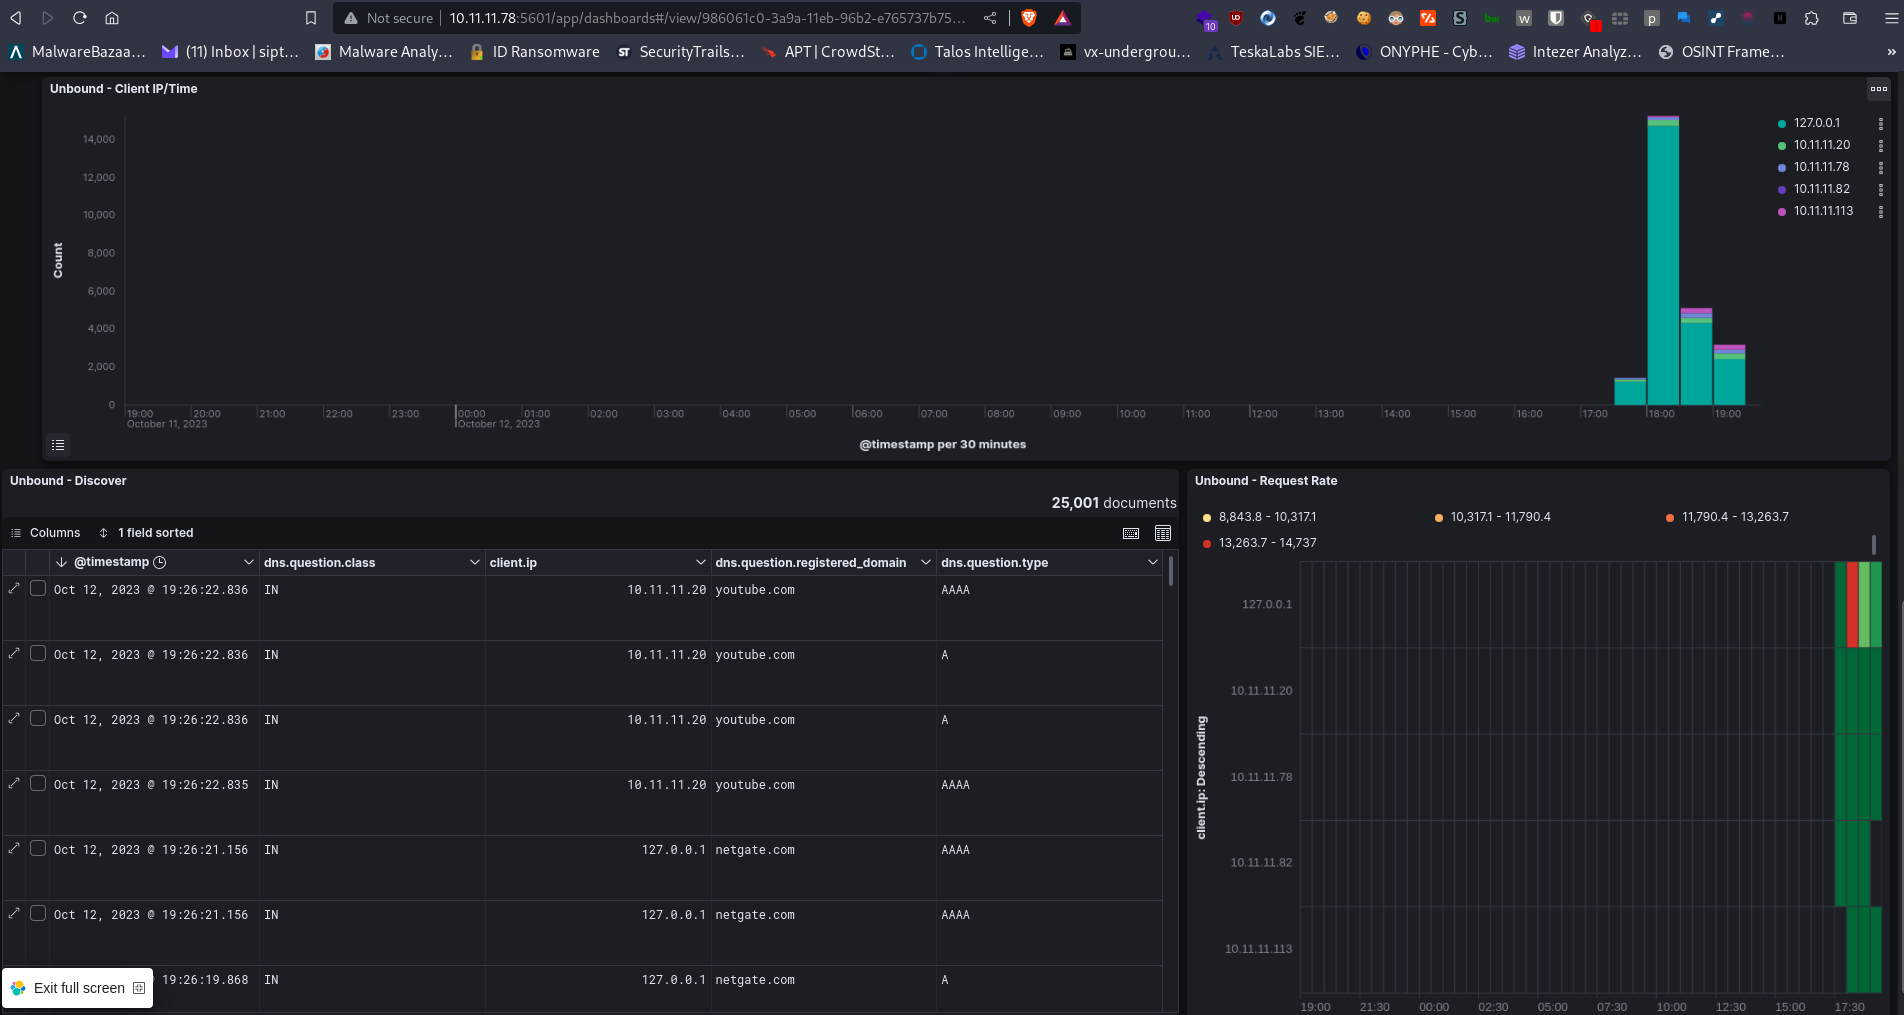 Not secure 10.11.11.78:5601/app/dashboards#/view/986061c0-3a9a-11eb-96b2-e765737b75...
10
1
MalwareBazaa... (11) Inbox | sipt... Malware Analy... ID Ransomware SecurityTrails... APT | CrowdSt... Talos Intellige... vx-undergrou... TeskaLabs SIE... ONYPHE - Cyb... Intezer Analyz... OSINT Frame... »
Unbound - Client IP/Time
14,000
12,000
10,000
8,000
6,000
4,000
2,000
0
Count
127.0.0.1
10.11.11.20
10.11.11.78
10.11.11.82
10.11.11.113
19:00 20:00 21:00 22:00 23:00 00:00 01:00 02:00 03:00 04:00 05:00 06:00 07:00 08:00 09:00 10:00 11:00 12:00 13:00 14:00 15:00 16:00 17:00 18:00 19:00
October 11, 2023 October 12, 2023
@timestamp per 30 minutes
Unbound - Discover
25,001 documents
Columns 1 field sorted
@timestamp dns.question.class client.ip dns.question.registered_domain dns.question.type
Oct 12, 2023 @ 19:26:22.836 IN 10.11.11.20 youtube.com AAAA
Oct 12, 2023 @ 19:26:22.836 IN 10.11.11.20 youtube.com A
Oct 12, 2023 @ 19:26:22.836 IN 10.11.11.20 youtube.com A
Oct 12, 2023 @ 19:26:22.835 IN 10.11.11.20 youtube.com AAAA
Oct 12, 2023 @ 19:26:21.156 IN 127.0.0.1 netgate.com AAAA
Oct 12, 2023 @ 19:26:21.156 IN 127.0.0.1 netgate.com AAAA
19:26:19.868 IN 127.0.0.1 netgate.com A
Exit full screen
Unbound - Request Rate
8,843.8 - 10,317.1 10,317.1 - 11,790.4 11,790.4 - 13,263.7
13,263.7 - 14,737
client.ip: Descending
127.0.0.1
10.11.11.20
10.11.11.78
10.11.11.82
10.11.11.113
19:00 21:30 00:00 02:30 05:00 07:30 10:00 12:30 15:00 17:30